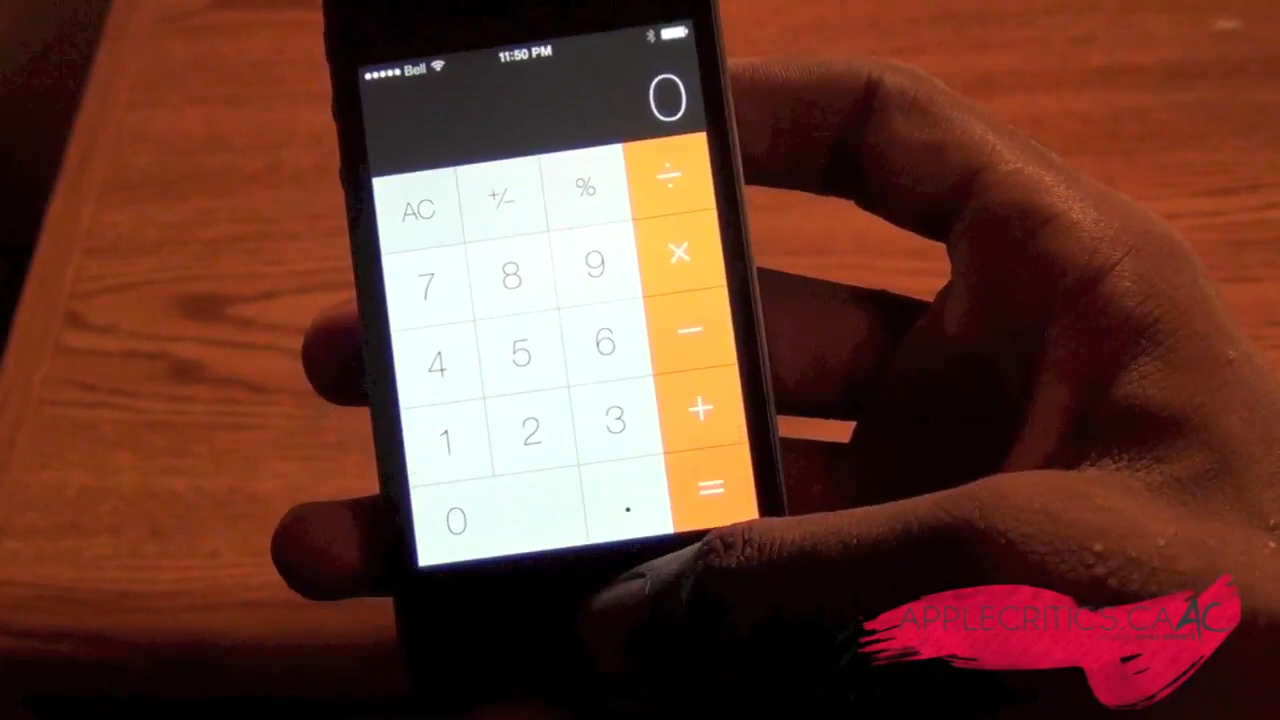 Bell 11:50 PM
0
AC +/- % ÷
7 8 9 ×
4 5 6 −
1 2 3 +
0 . =
APPLECRITICS.CA AC